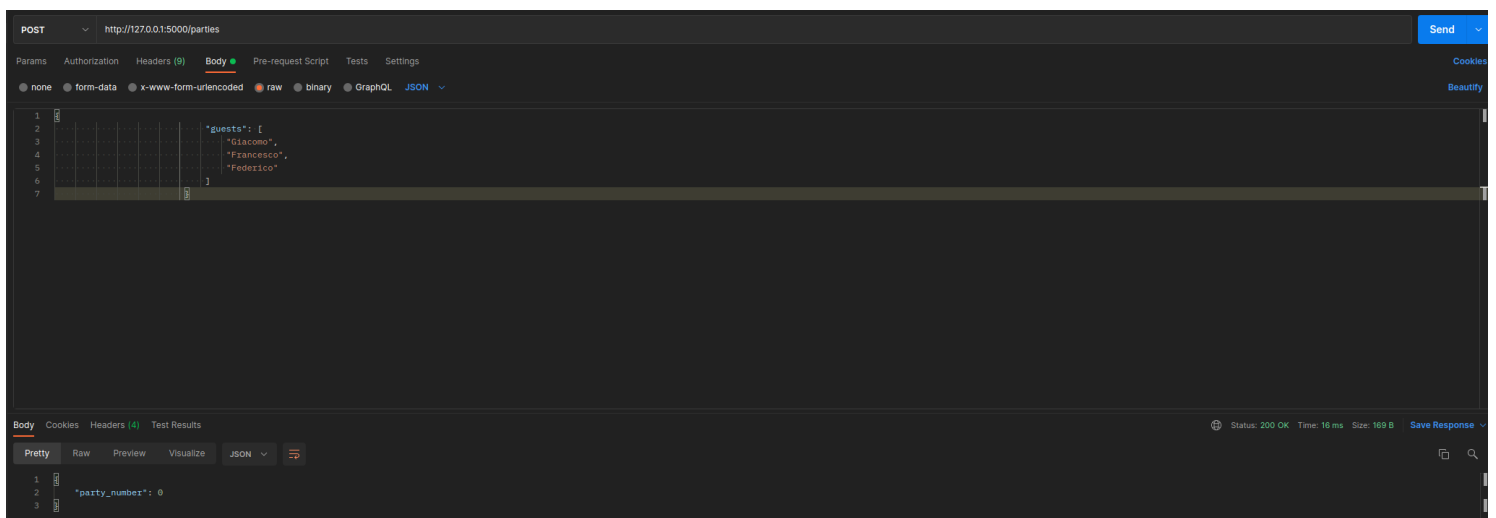 POST http://127.0.0.1:5000/parties Send
Params Authorization Headers (9) Body Pre-request Script Tests Settings Cookies
none form-data x-www-form-urlencoded raw binary GraphQL JSON Beautify
1 {
2 "guests": [
3 "Giacomo",
4 "Francesco",
5 "Federico"
6 ]
7 }
Body Cookies Headers (4) Test Results Status: 200 OK Time: 16 ms Size: 169 B Save Response
Pretty Raw Preview Visualize JSON
1 {
2 "party_number": 0
3 }